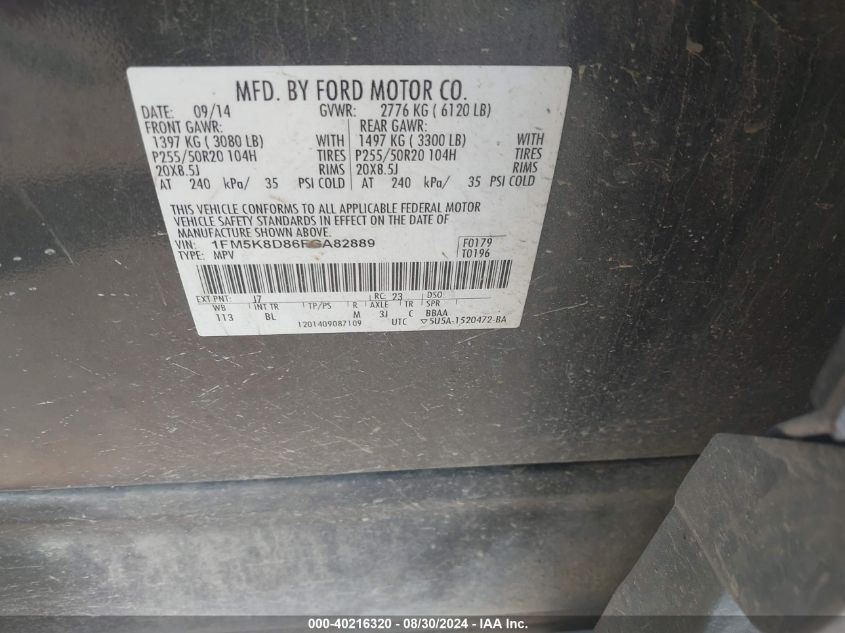 MFD. BY FORD MOTOR CO.
DATE: 09/14 GVWR: 2776 KG ( 6120 LB)
FRONT GAWR: REAR GAWR:
1397 KG ( 3080 LB) WITH 1497 KG ( 3300 LB) WITH
P255/50R20 104H TIRES P255/50R20 104H TIRES
20X8.5J RIMS 20X8.5J RIMS
AT 240 kPa/ 35 PSI COLD AT 240 kPa/ 35 PSI COLD
THIS VEHICLE CONFORMS TO ALL APPLICABLE FEDERAL MOTOR
VEHICLE SAFETY STANDARDS IN EFFECT ON THE DATE OF
MANUFACTURE SHOWN ABOVE.
VIN: 1FM5K8D86FGA82889 F0179
TYPE: MPV T0196
EXT PNT: J7 RC: 23 DSO:
WB INT TR TP/PS R AXLE TR SPR
113 BL M 3J C BBAA
1201409087109 UTC ▽5U5A-1520472-BA
000-40216320 - 08/30/2024 - IAA Inc.